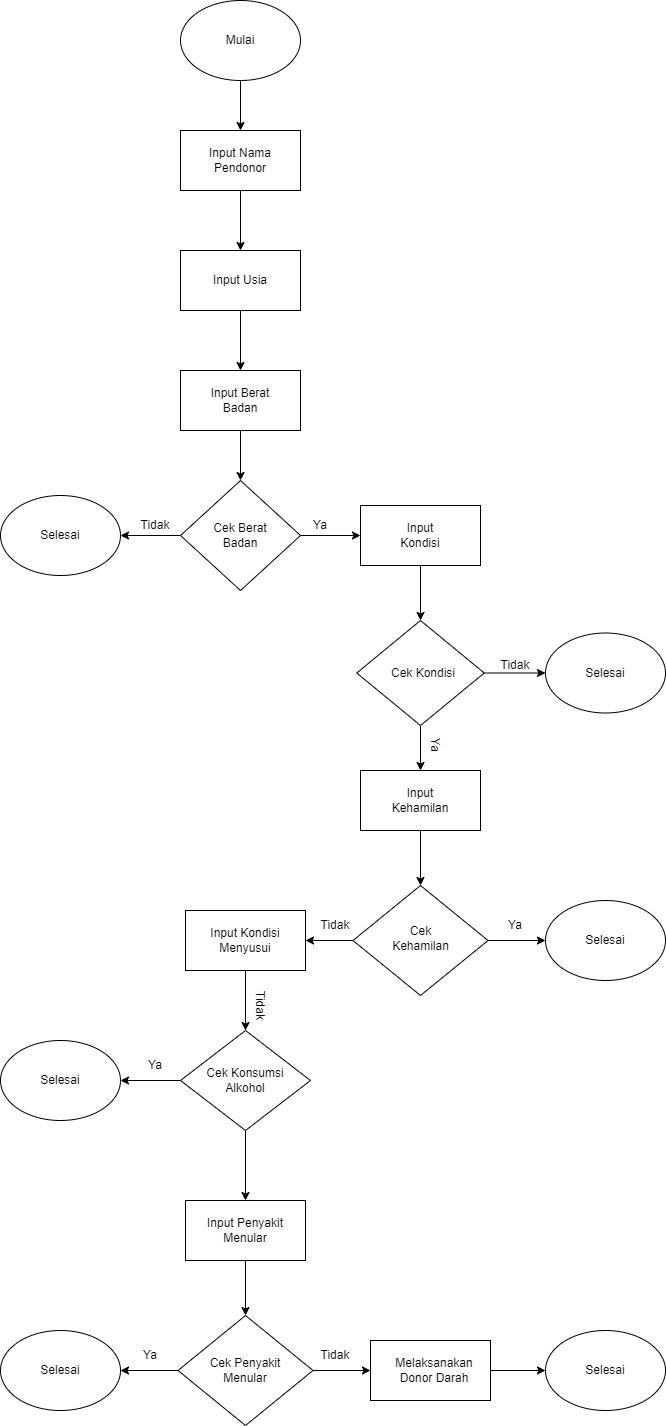 Mulai
Input Nama
Pendonor
Input Usia
Input Berat
Badan
Selesai
Tidak
Cek Berat
Badan
Ya
Input
Kondisi
Cek Kondisi
Tidak
Selesai
Ya
Input
Kehamilan
Input Kondisi
Menyusui
Tidak
Cek
Kehamilan
Ya
Selesai
Tidak
Selesai
Ya
Cek Konsumsi
Alkohol
Input Penyakit
Menular
Selesai
Ya
Cek Penyakit
Menular
Tidak
Melaksanakan
Donor Darah
Selesai